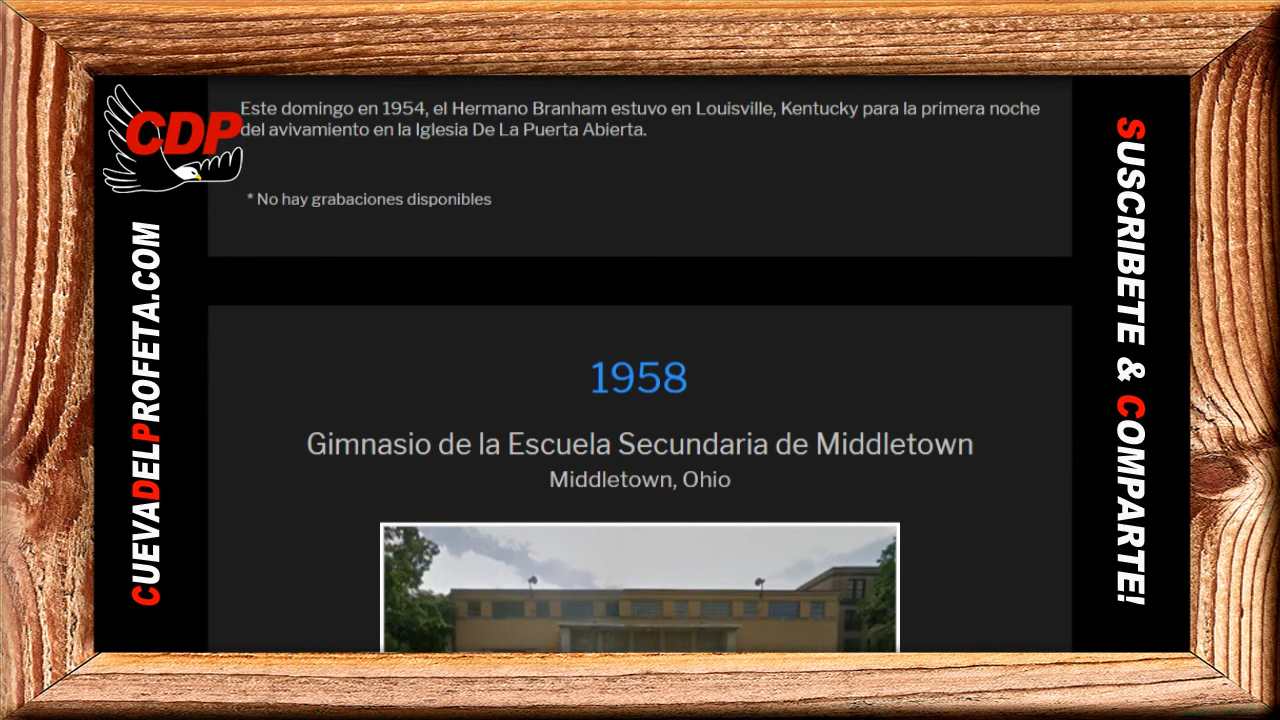 CDP
CUEVADELPROFETA.COM
Este domingo en 1954, el Hermano Branham estuvo en Louisville, Kentucky para la primera noche
del avivamiento en la Iglesia De La Puerta Abierta.
* No hay grabaciones disponibles
1958
Gimnasio de la Escuela Secundaria de Middletown
Middletown, Ohio
SUSCRIBETE & COMPARTE!